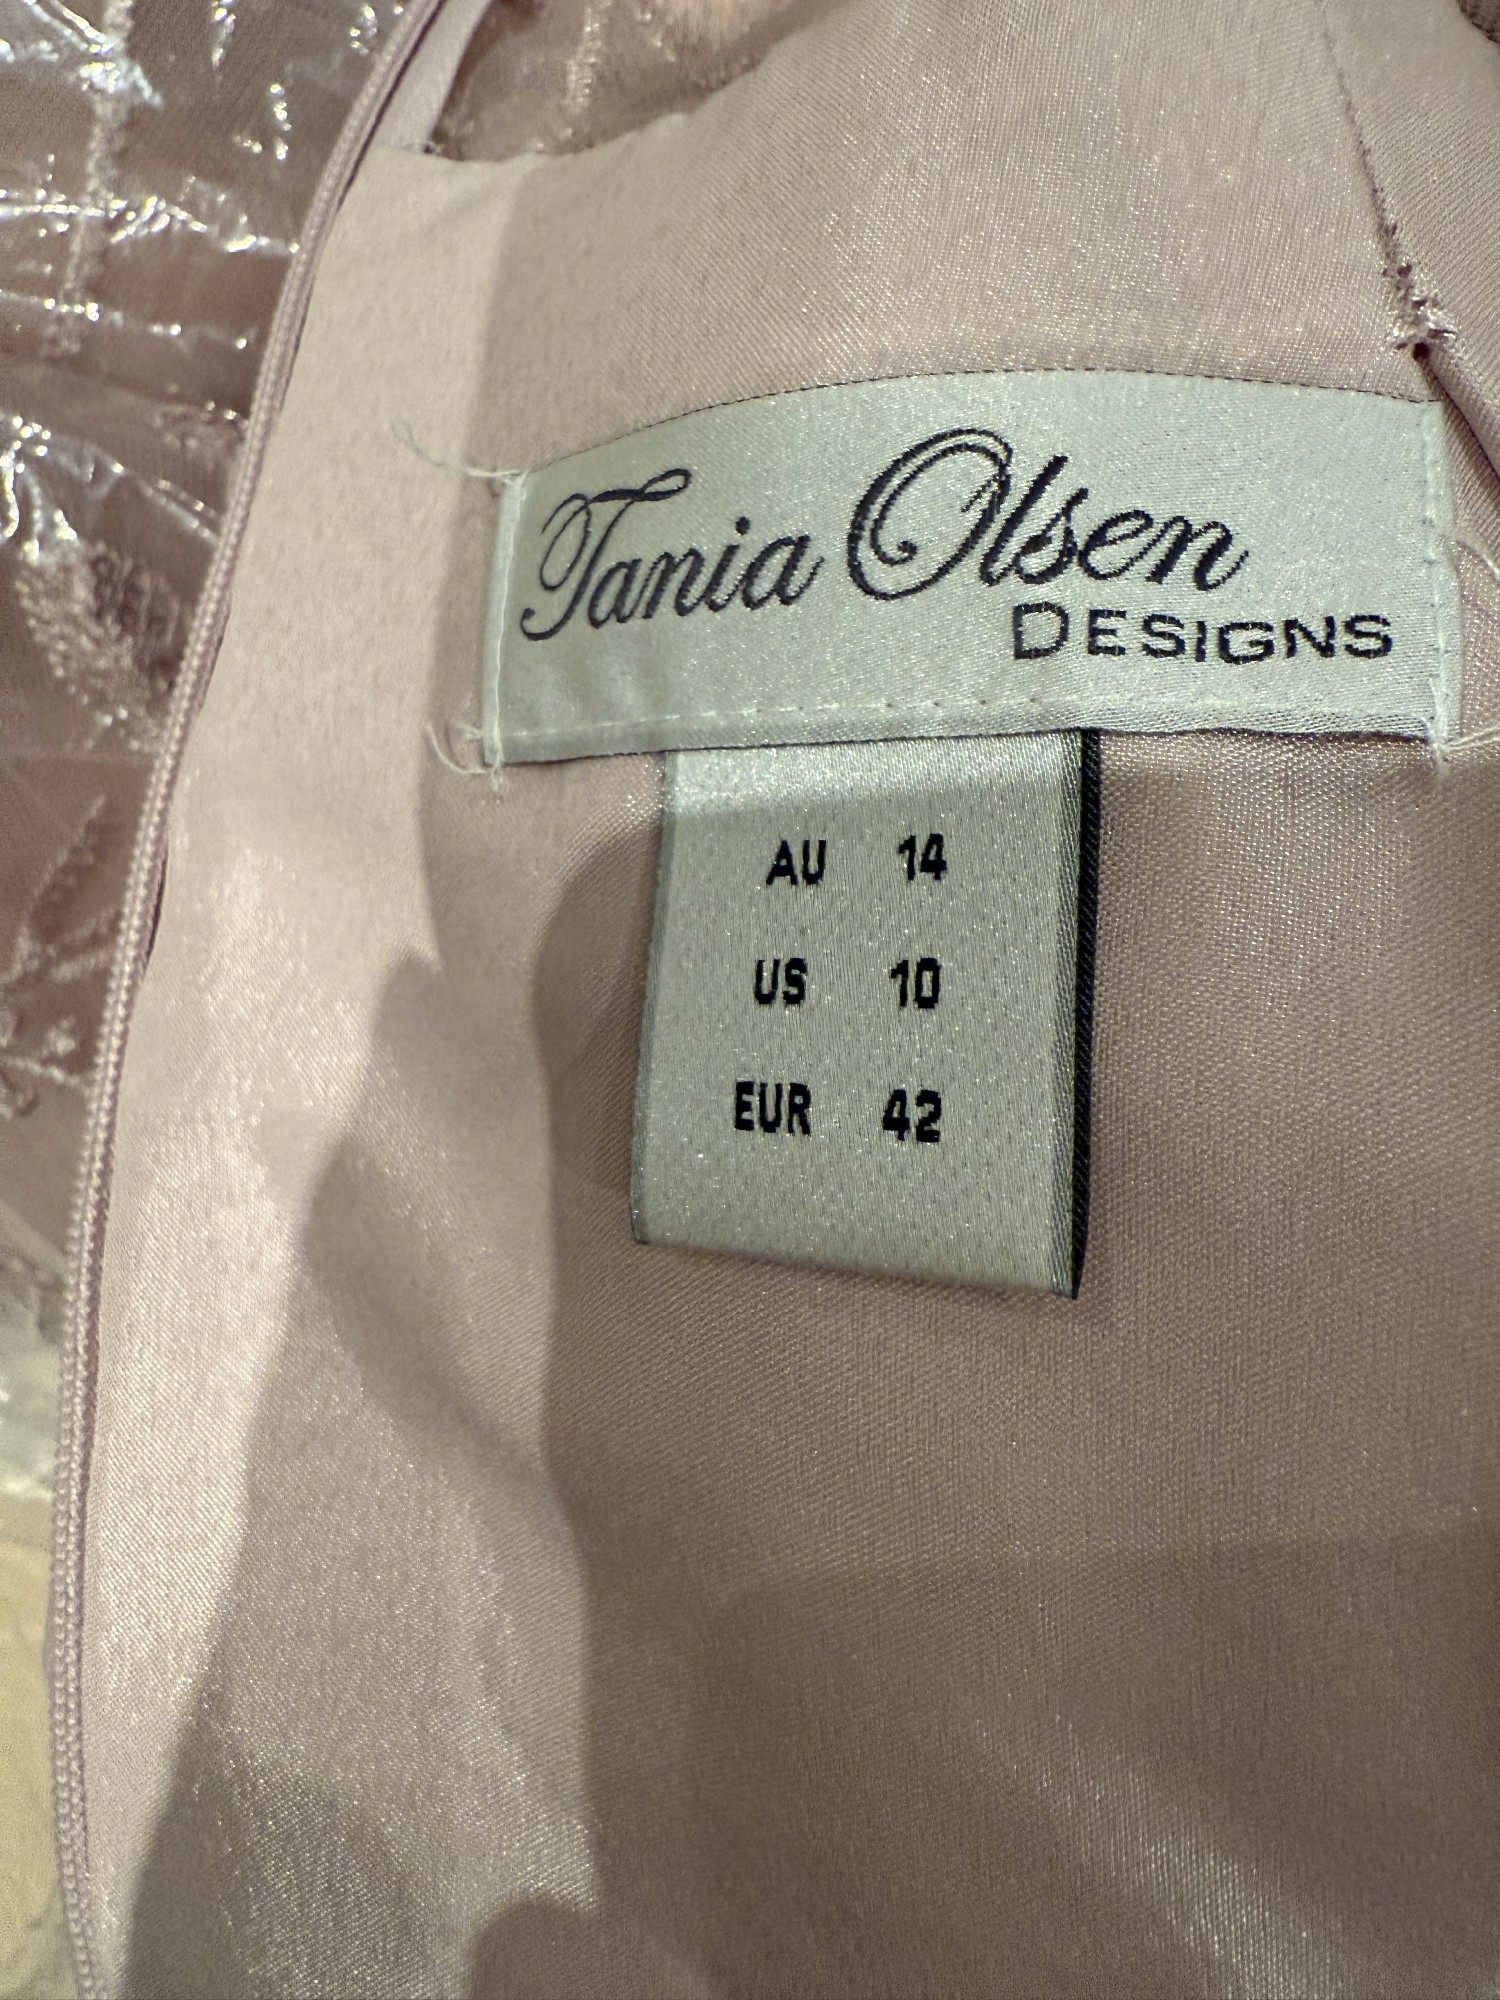 Tania Olsen
DESIGNS
AU 14
US 10
EUR 42